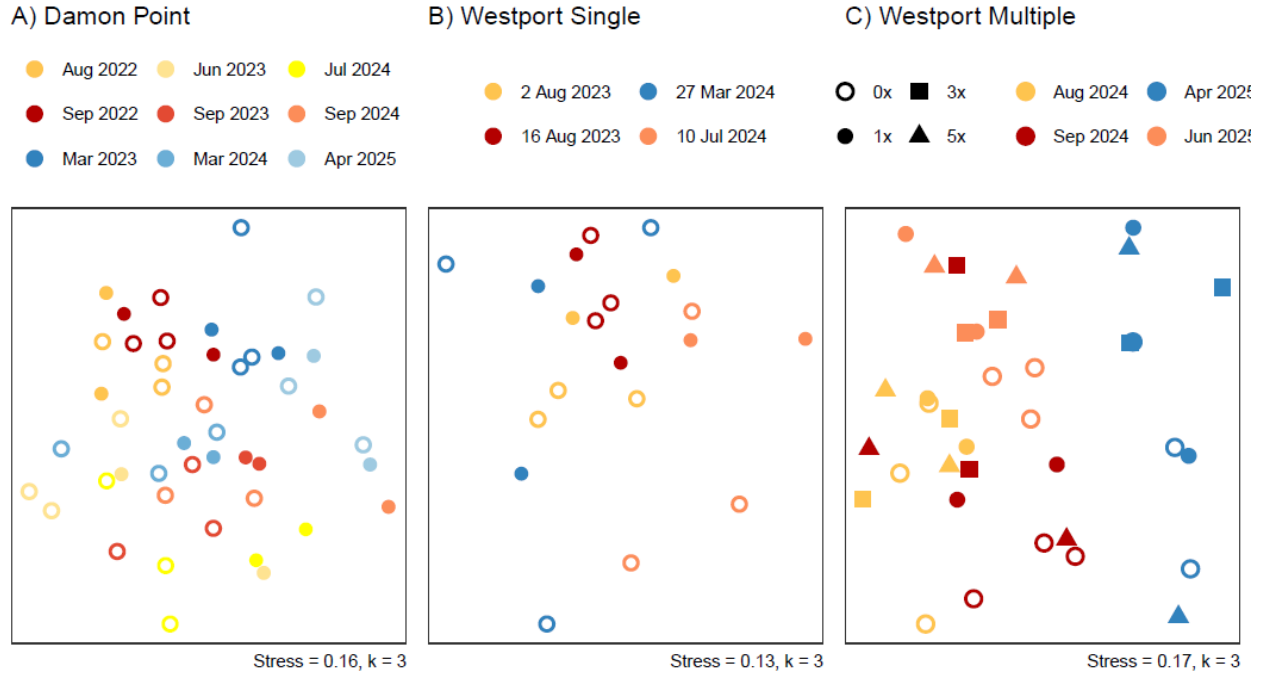 A) Damon Point
B) Westport Single
C) Westport Multiple
Aug 2022
Jun 2023
Jul 2024
Sep 2022
Sep 2023
Sep 2024
Mar 2023
Mar 2024
Apr 2025
2 Aug 2023
27 Mar 2024
16 Aug 2023
10 Jul 2024
0x
3x
Aug 2024
Apr 2025
1x
5x
Sep 2024
Jun 2025
Stress = 0.16, k = 3
Stress = 0.13, k = 3
Stress = 0.17, k = 3